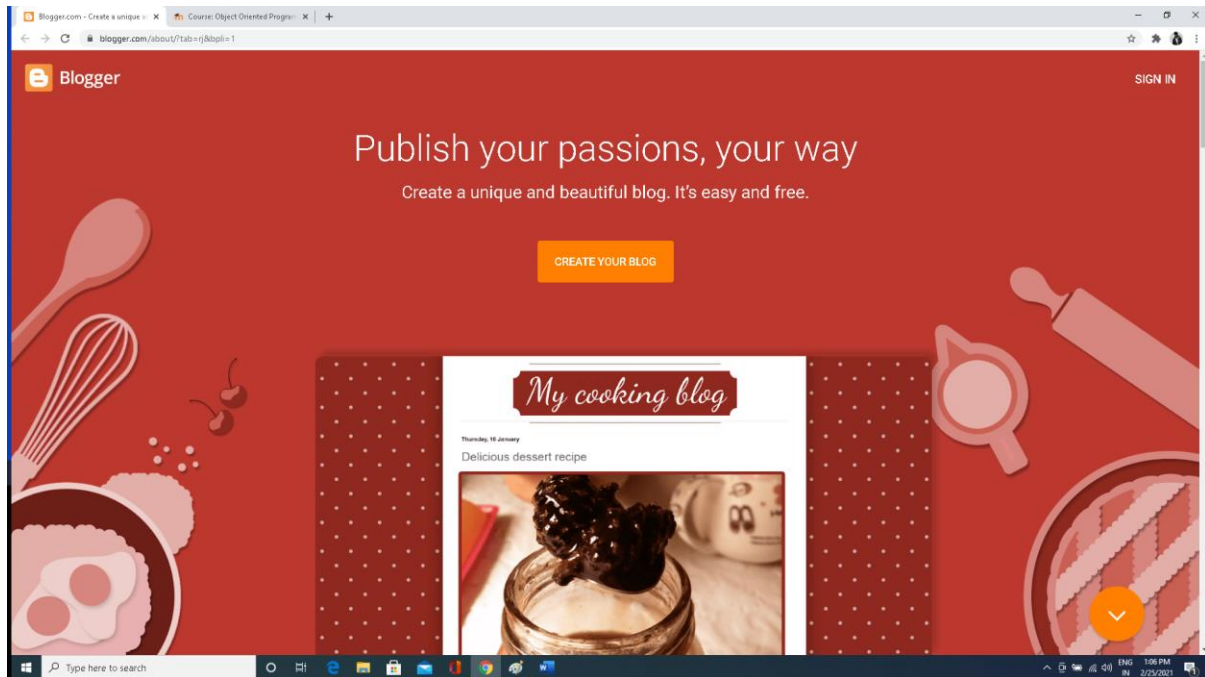 Blogger.com - Create a unique
Course: Object Oriented Program
blogger.com/about/?tab=rj&bpli=1
Blogger
SIGN IN
Publish your passions, your way
Create a unique and beautiful blog. It's easy and free.
CREATE YOUR BLOG
My cooking blog
Thursday, 16 January
Delicious dessert recipe
Type here to search
ENG
IN
1:06 PM
2/25/2021